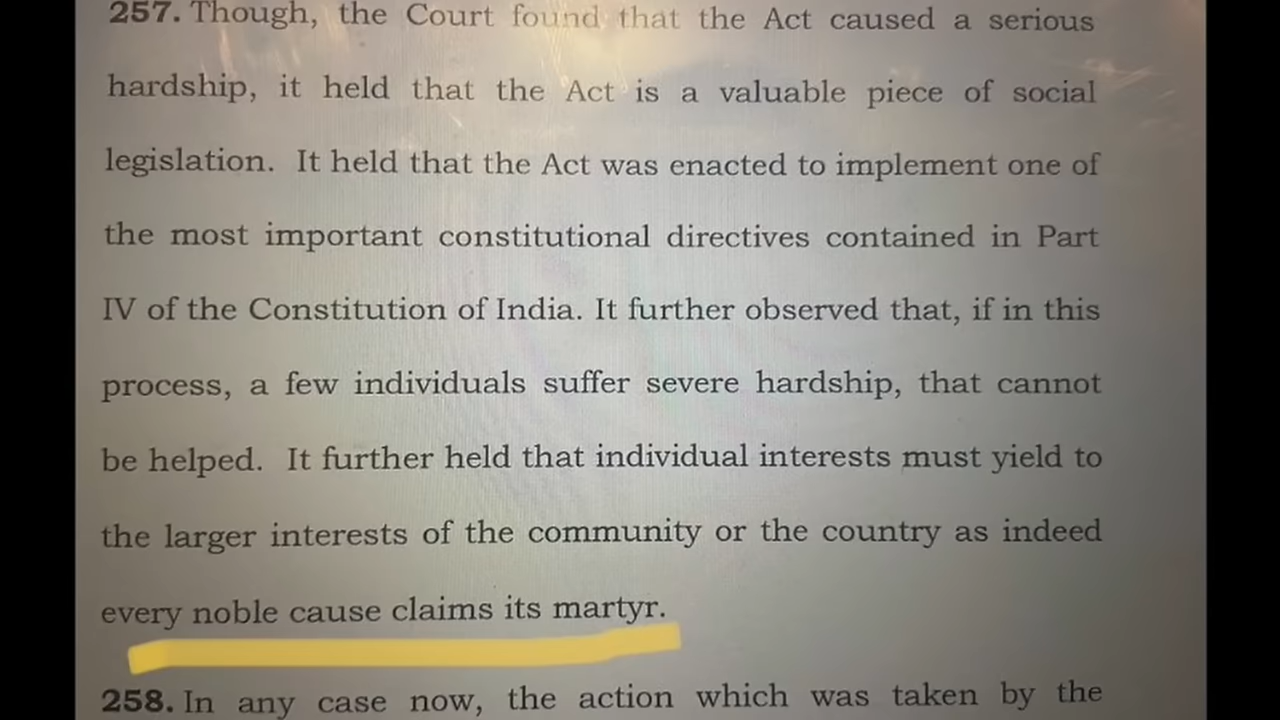 257. Though, the Court found that the Act caused a serious
hardship, it held that the Act is a valuable piece of social
legislation. It held that the Act was enacted to implement one of
the most important constitutional directives contained in Part
IV of the Constitution of India. It further observed that, if in this
process, a few individuals suffer severe hardship, that cannot
be helped. It further held that individual interests must yield to
the larger interests of the community or the country as indeed
every noble cause claims its martyr.
258. In any case now, the action which was taken by the